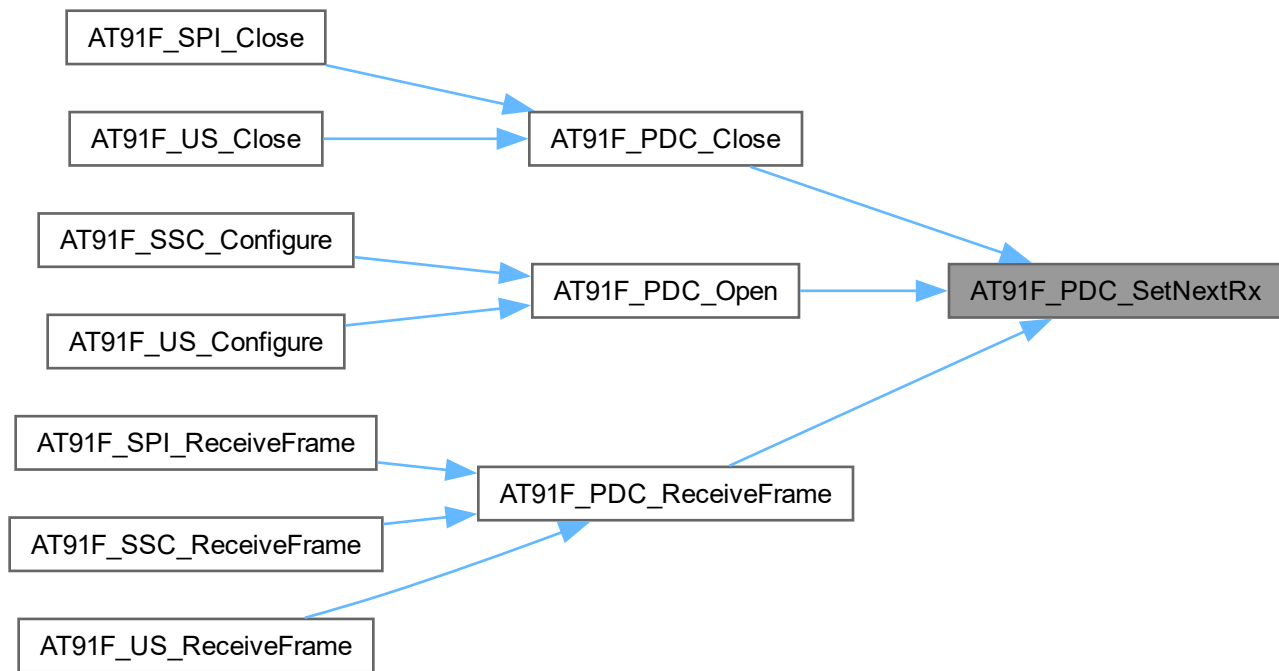 AT91F_SPI_Close
AT91F_US_Close
AT91F_PDC_Close
AT91F_SSC_Configure
AT91F_PDC_Open
AT91F_PDC_SetNextRx
AT91F_US_Configure
AT91F_SPI_ReceiveFrame
AT91F_PDC_ReceiveFrame
AT91F_SSC_ReceiveFrame
AT91F_US_ReceiveFrame